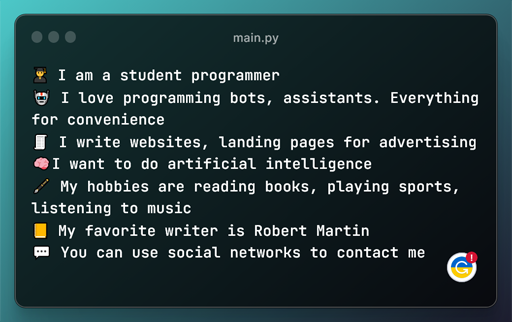 main.py
👨‍🎓 I am a student programmer
🤖 I love programming bots, assistants. Everything
for convenience
📜 I write websites, landing pages for advertising
🧠I want to do artificial intelligence
🖌️ My hobbies are reading books, playing sports,
listening to music
📒 My favorite writer is Robert Martin
💬 You can use social networks to contact me
!